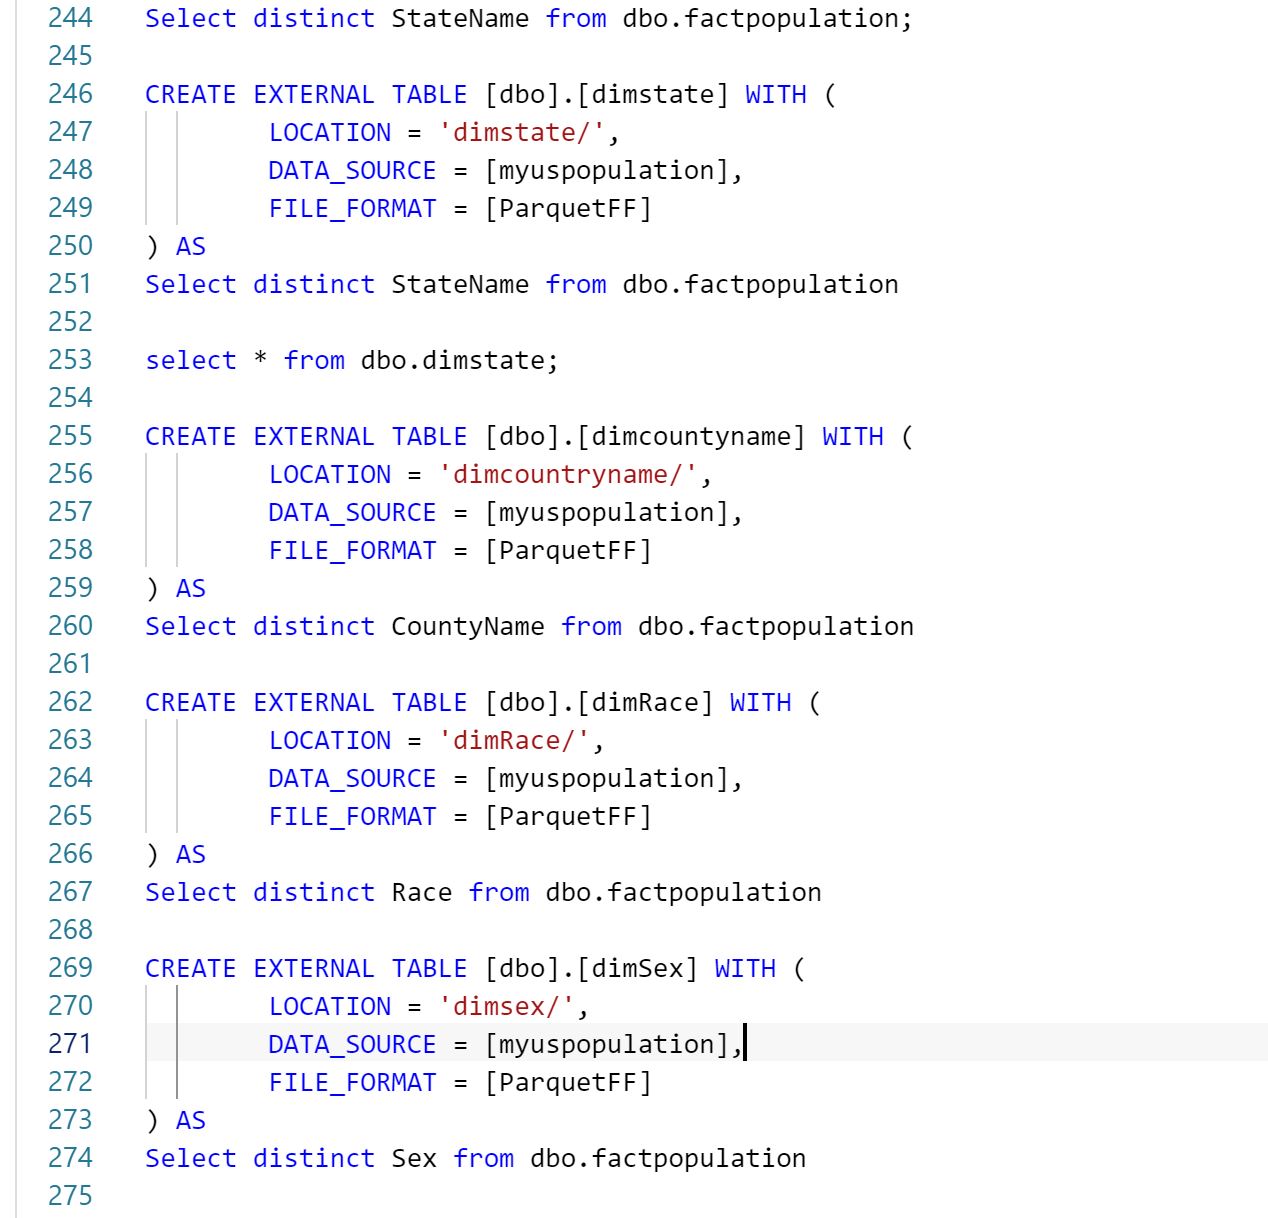 244 Select distinct StateName from dbo.factpopulation;
245
246 CREATE EXTERNAL TABLE [dbo].[dimstate] WITH (
247 LOCATION = 'dimstate/',
248 DATA_SOURCE = [myuspopulation],
249 FILE_FORMAT = [ParquetFF]
250 ) AS
251 Select distinct StateName from dbo.factpopulation
252
253 select * from dbo.dimstate;
254
255 CREATE EXTERNAL TABLE [dbo].[dimcountyname] WITH (
256 LOCATION = 'dimcountryname/',
257 DATA_SOURCE = [myuspopulation],
258 FILE_FORMAT = [ParquetFF]
259 ) AS
260 Select distinct CountyName from dbo.factpopulation
261
262 CREATE EXTERNAL TABLE [dbo].[dimRace] WITH (
263 LOCATION = 'dimRace/',
264 DATA_SOURCE = [myuspopulation],
265 FILE_FORMAT = [ParquetFF]
266 ) AS
267 Select distinct Race from dbo.factpopulation
268
269 CREATE EXTERNAL TABLE [dbo].[dimSex] WITH (
270 LOCATION = 'dimsex/',
271 DATA_SOURCE = [myuspopulation],
272 FILE_FORMAT = [ParquetFF]
273 ) AS
274 Select distinct Sex from dbo.factpopulation
275